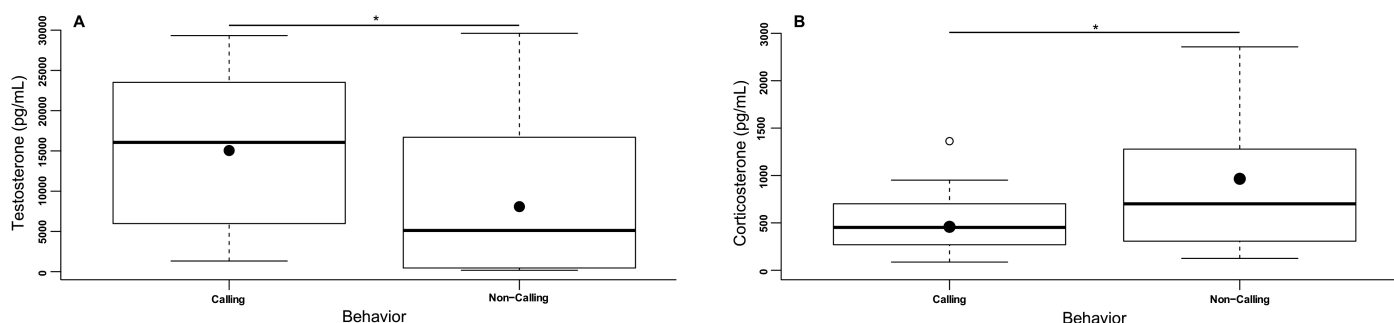 A
*
Testosterone (pg/mL)
30000
25000
20000
15000
10000
5000
0
Calling
Non−Calling
Behavior
B
*
Corticosterone (pg/mL)
3000
2000
1500
1000
500
0
Calling
Non−Calling
Behavior